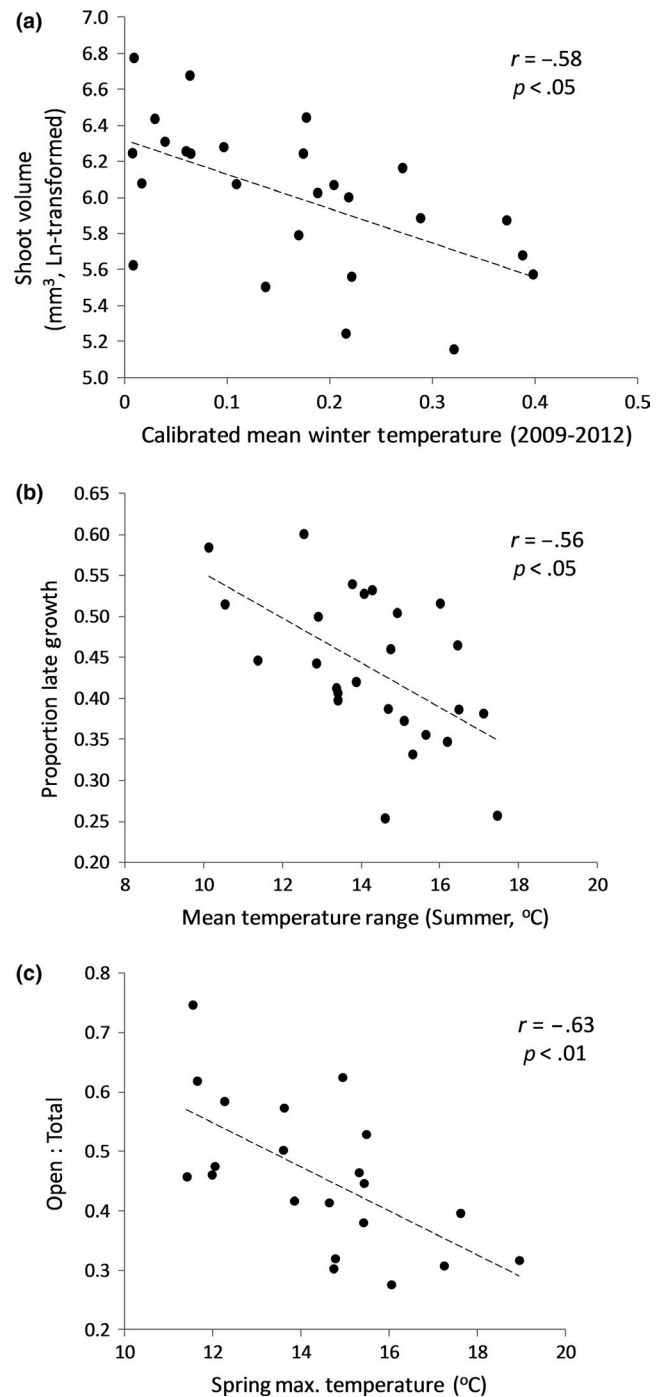 (a)
7.0
6.8
6.6
6.4
6.2
6.0
5.8
5.6
5.4
5.2
5.0
Shoot volume
(mm³, Ln-transformed)
r = –.58
p < .05
0 0.1 0.2 0.3 0.4 0.5
Calibrated mean winter temperature (2009-2012)
(b)
0.65
0.60
0.55
0.50
0.45
0.40
0.35
0.30
0.25
0.20
Proportion late growth
r = –.56
p < .05
8 10 12 14 16 18 20
Mean temperature range (Summer, °C)
(c)
0.8
0.7
0.6
0.5
0.4
0.3
0.2
Open : Total
r = –.63
p < .01
10 12 14 16 18 20
Spring max. temperature (°C)